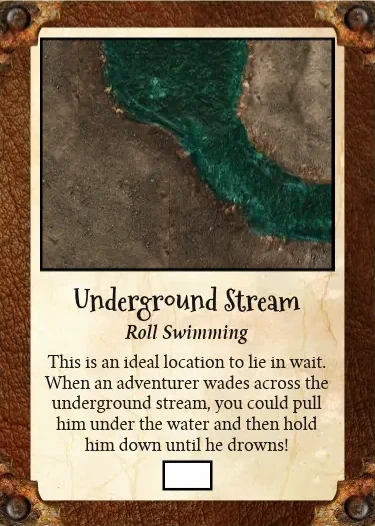 Underground Stream
Roll Swimming
This is an ideal location to lie in wait.
When an adventurer wades across the
underground stream, you could pull
him under the water and then hold
him down until he drowns!